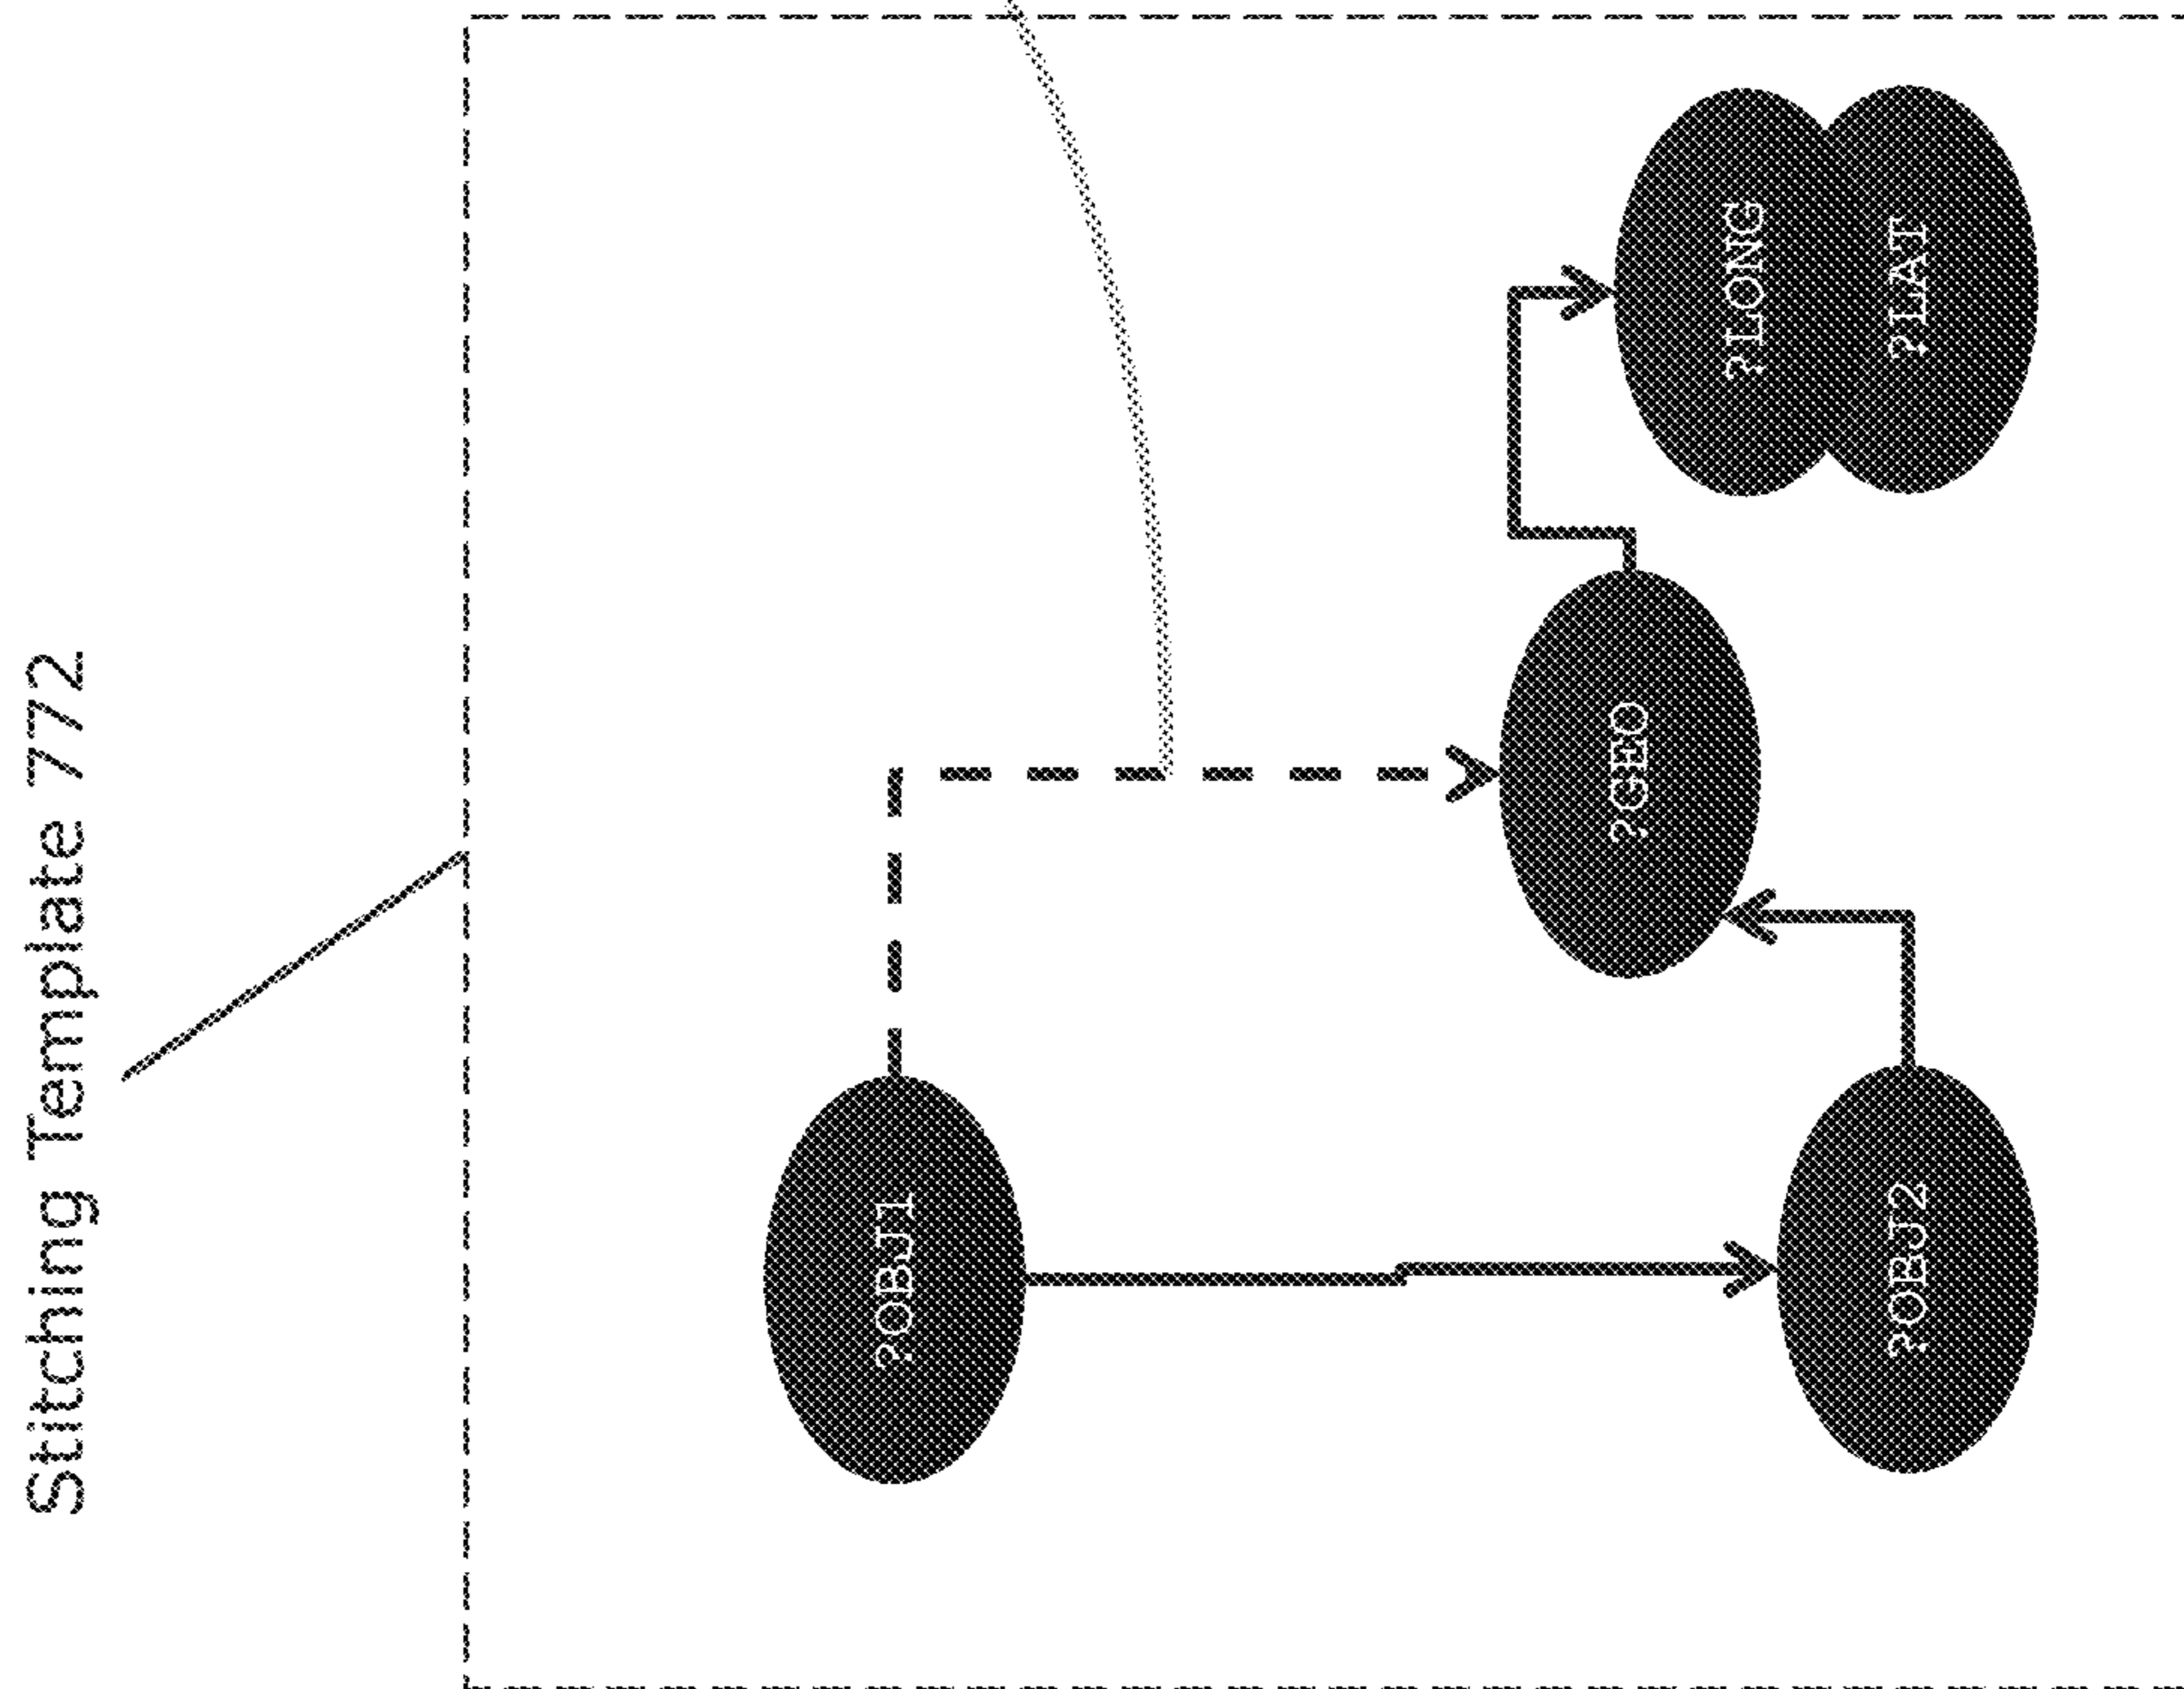 Stitching Template 772
?OBJ1
?GEO
?LONG
?LAT
?OBJ2